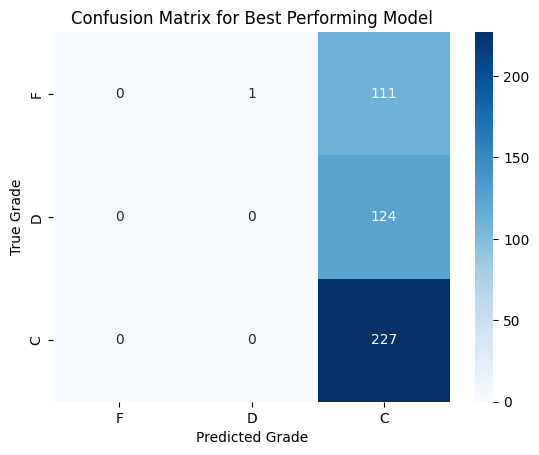 Confusion Matrix for Best Performing Model
True Grade
F
0
1
111
D
0
0
124
C
0
0
227
F
D
C
Predicted Grade
200
150
100
50
0